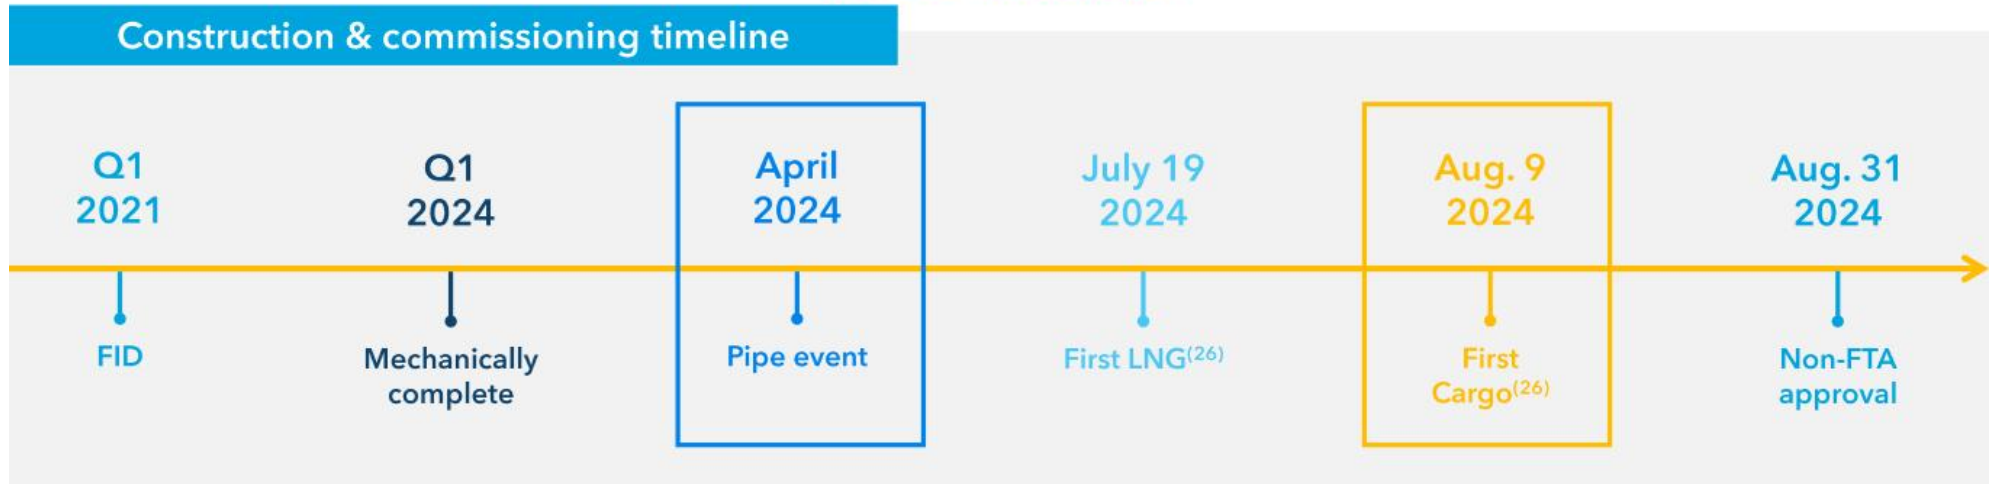 Construction & commissioning timeline
Q1
2021
Q1
2024
April
2024
July 19
2024
Aug. 9
2024
Aug. 31
2024
FID
Mechanically
complete
Pipe event
First LNG(26)
First
Cargo(26)
Non-FTA
approval